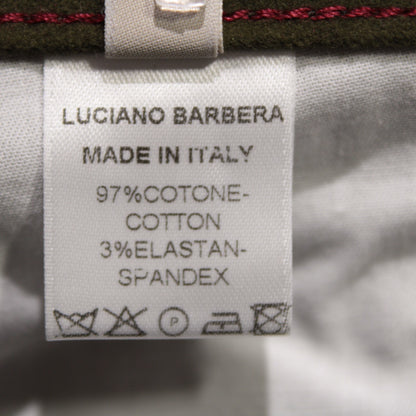 LUCIANO BARBERA
MADE IN ITALY
97%COTONE-
COTTON
3%ELASTAN-
SPANDEX
P